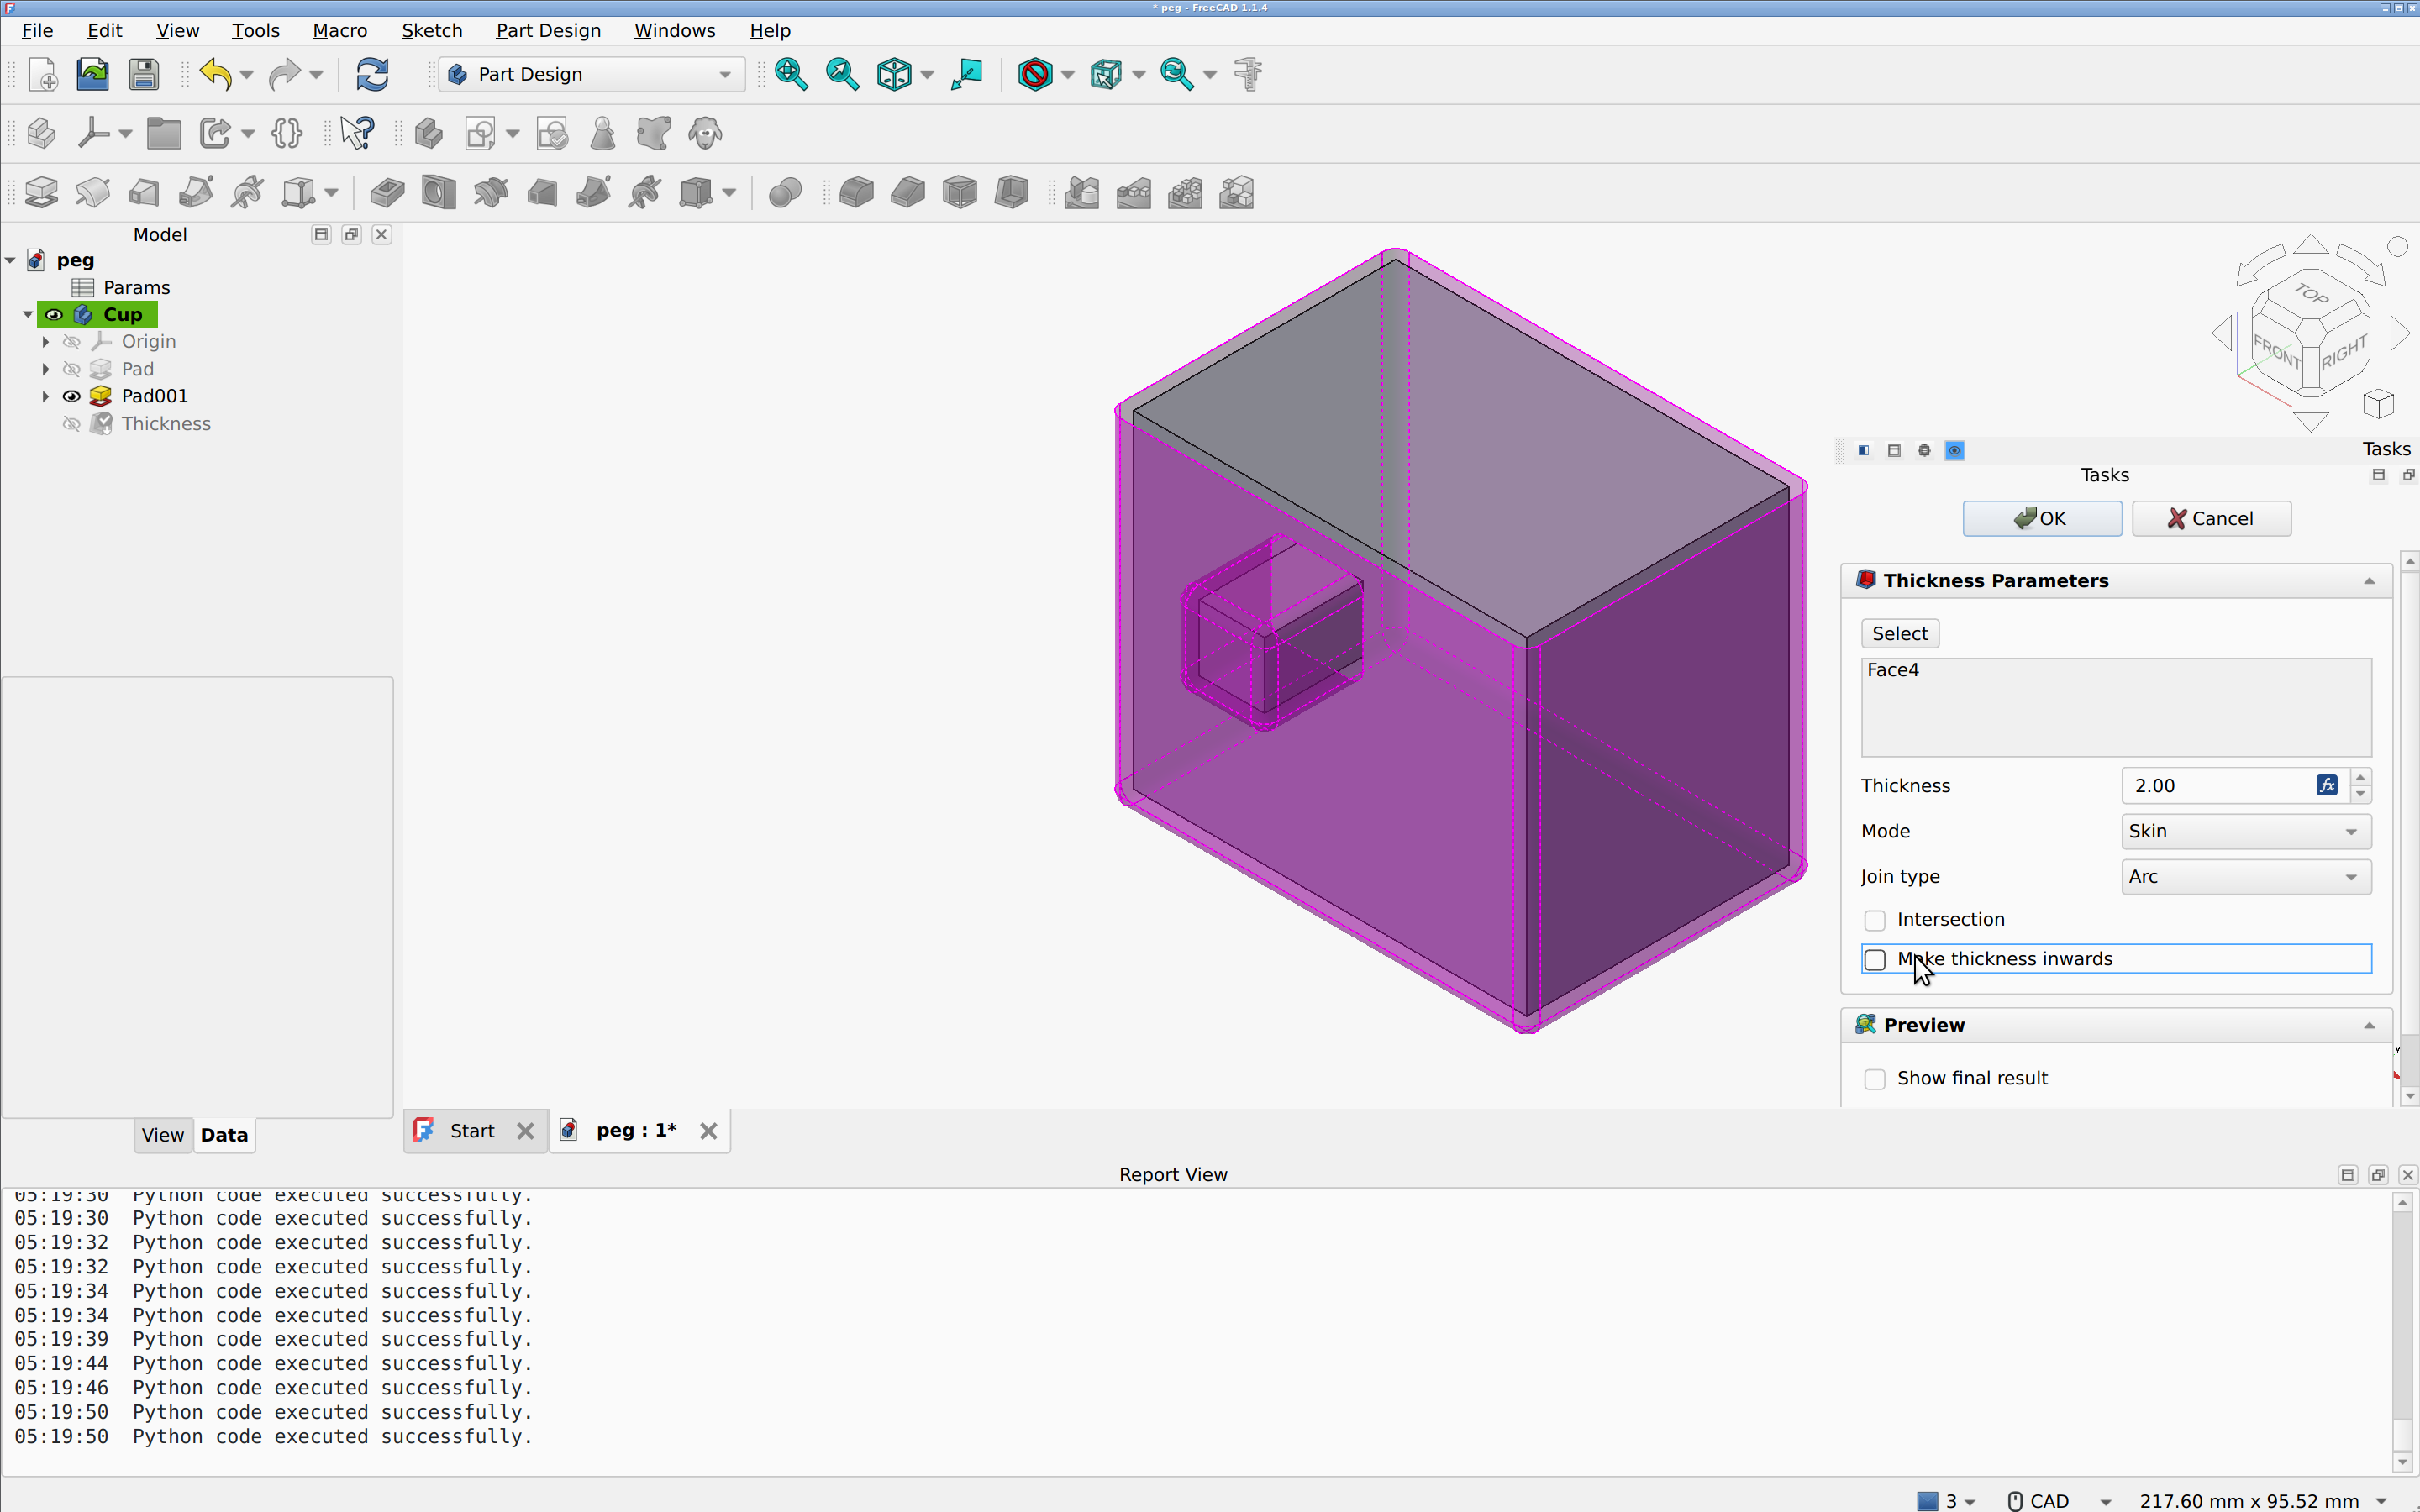 * peg - FreeCAD 1.1.4
File Edit View Tools Macro Sketch Part Design Windows Help
Part Design
Model
peg
Params
Cup
Origin
Pad
Pad001
Thickness
TOP
FRONT
RIGHT
Tasks
Tasks
OK Cancel
Thickness Parameters
Select
Face4
Thickness 2.00
Mode Skin
Join type Arc
Intersection
Make thickness inwards
Preview
Show final result
Y
View Data
Start peg : 1*
Report View
05:19:30 Python code executed successfully.
05:19:30 Python code executed successfully.
05:19:32 Python code executed successfully.
05:19:32 Python code executed successfully.
05:19:34 Python code executed successfully.
05:19:34 Python code executed successfully.
05:19:39 Python code executed successfully.
05:19:44 Python code executed successfully.
05:19:46 Python code executed successfully.
05:19:50 Python code executed successfully.
05:19:50 Python code executed successfully.
3 CAD 217.60 mm x 95.52 mm